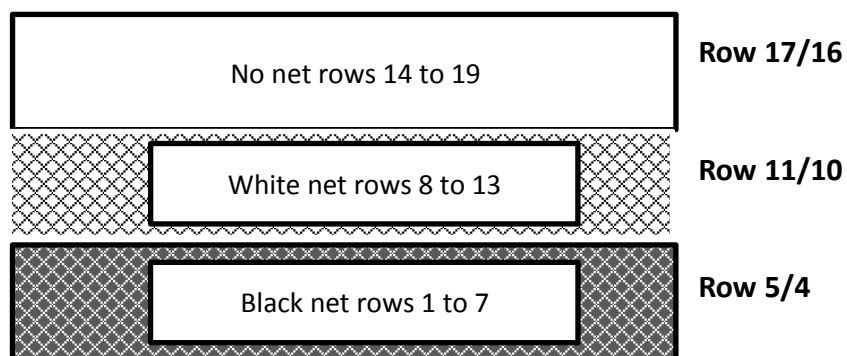 No net rows 14 to 19
Row 17/16
White net rows 8 to 13
Row 11/10
Black net rows 1 to 7
Row 5/4